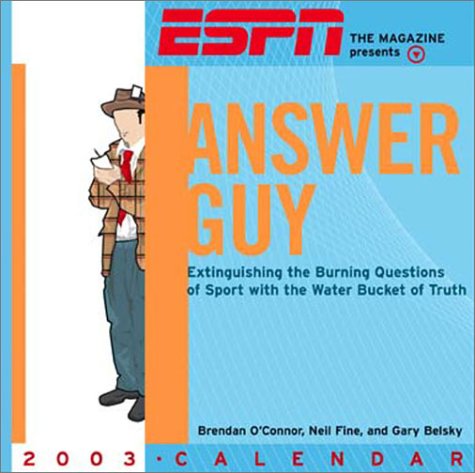 ESPN THE MAGAZINE
presents
ANSWER
GUY
Extinguishing the Burning Questions
of Sport with the Water Bucket of Truth
Brendan O'Connor, Neil Fine, and Gary Belsky
2003 · CALENDAR